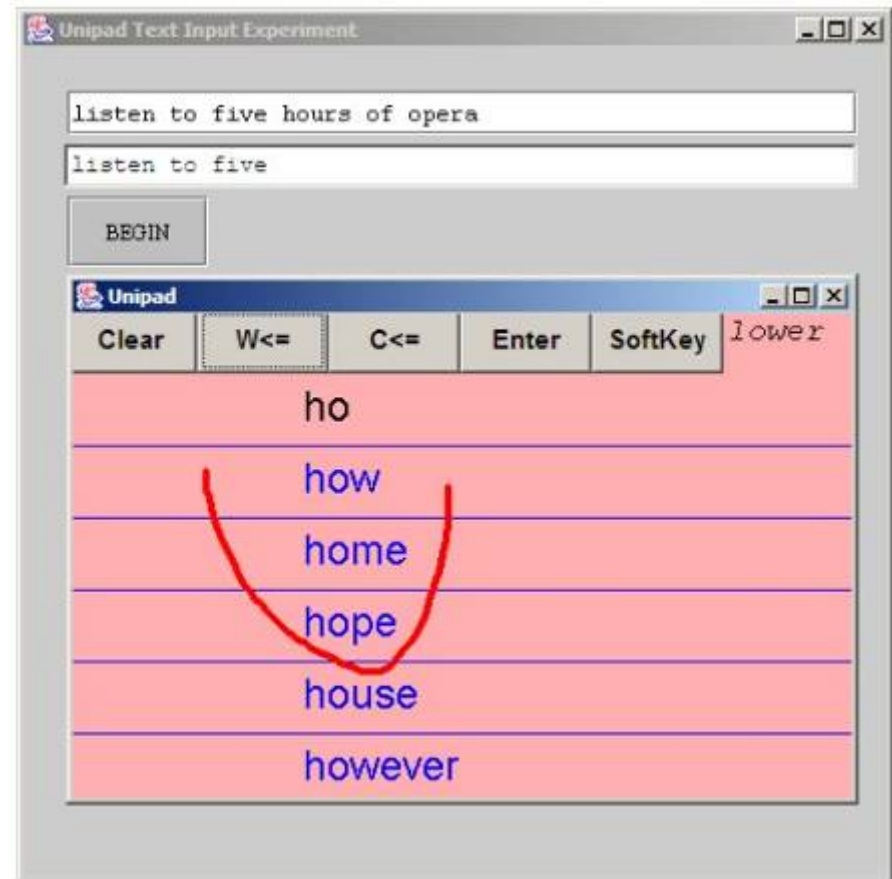 Unipad Text Input Experiment
listen to five hours of opera
listen to five
BEGIN
Unipad
Clear W<= C<= Enter SoftKey lower
ho
how
home
hope
house
however